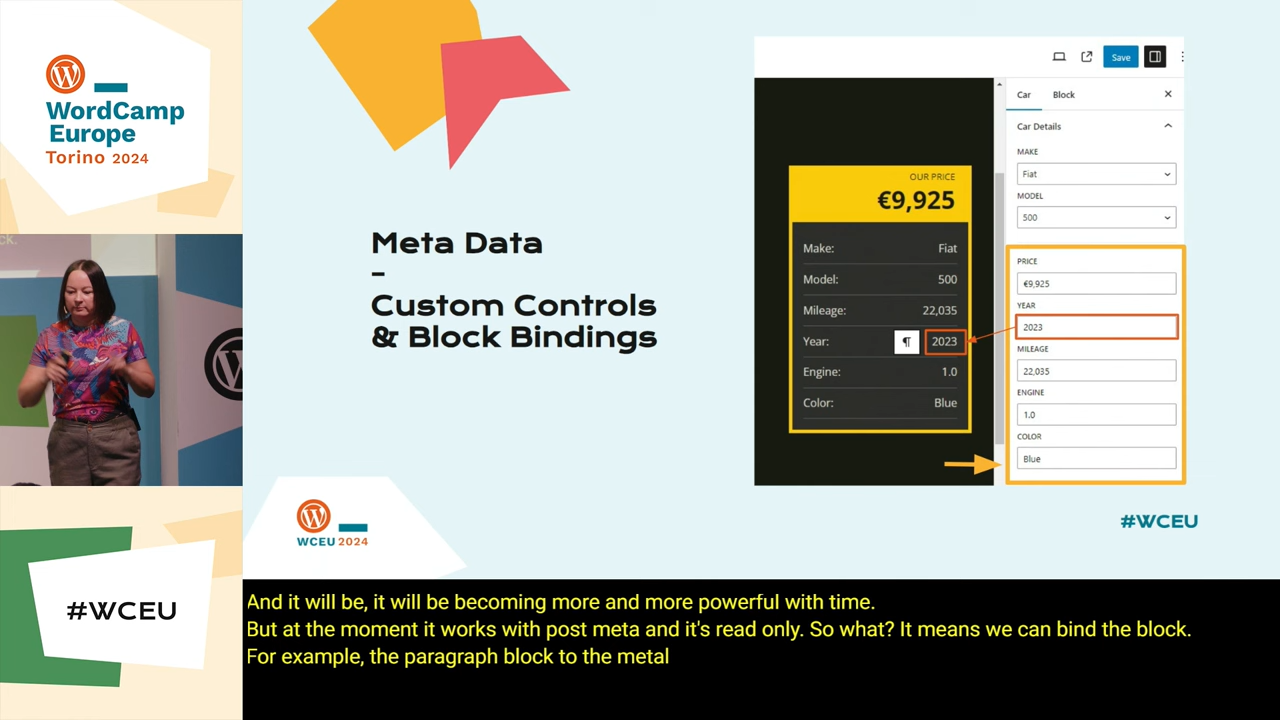 WordCamp
Europe
Torino 2024
ck.
#WCEU
Meta Data
–
Custom Controls
& Block Bindings
WCEU 2024
Save
Car
Block
Car Details
MAKE
Fiat
MODEL
500
PRICE
€9,925
YEAR
2023
MILEAGE
22,035
ENGINE
1.0
COLOR
Blue
OUR PRICE
€9,925
Make: Fiat
Model: 500
Mileage: 22,035
Year: ¶ 2023
Engine: 1.0
Color: Blue
#WCEU
And it will be, it will be becoming more and more powerful with time.
But at the moment it works with post meta and it's read only. So what? It means we can bind the block.
For example, the paragraph block to the metal